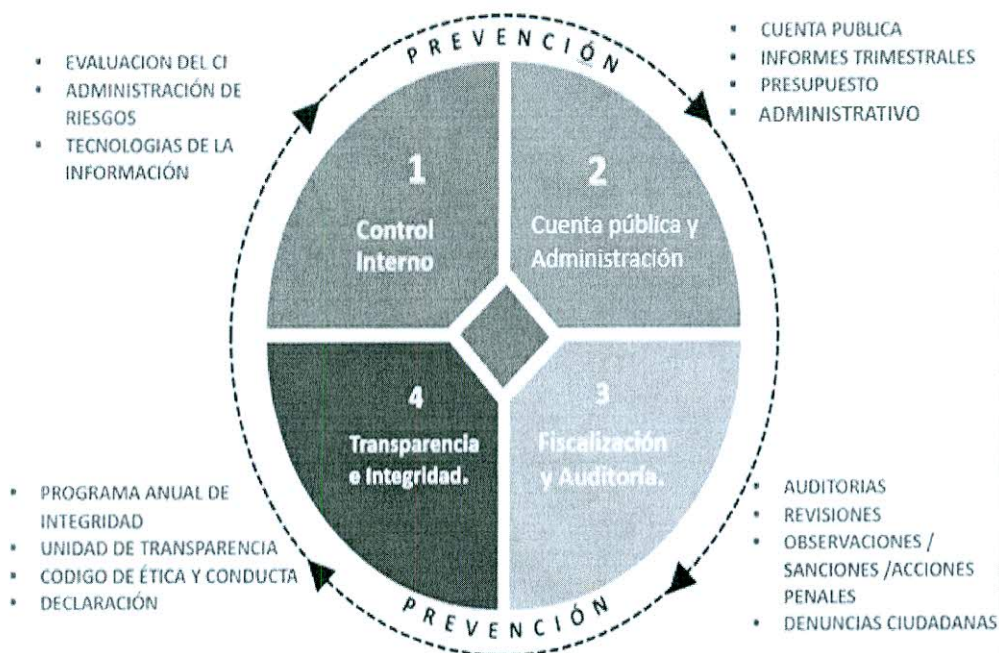 PREVENCIÓN
▪ EVALUACION DEL CI
▪ ADMINISTRACIÓN DE
RIESGOS
▪ TECNOLOGIAS DE LA
INFORMACIÓN
▪ CUENTA PUBLICA
▪ INFORMES TRIMESTRALES
▪ PRESUPUESTO
▪ ADMINISTRATIVO
1
Control
Interno
2
Cuenta pública y
Administración
4
Transparencia
e Integridad.
3
Fiscalización
y Auditoría.
▪ PROGRAMA ANUAL DE
INTEGRIDAD
▪ UNIDAD DE TRANSPARENCIA
▪ CODIGO DE ÉTICA Y CONDUCTA
▪ DECLARACIÓN
▪ AUDITORIAS
▪ REVISIONES
▪ OBSERVACIONES /
SANCIONES /ACCIONES
PENALES
▪ DENUNCIAS CIUDADANAS
PREVENCIÓN